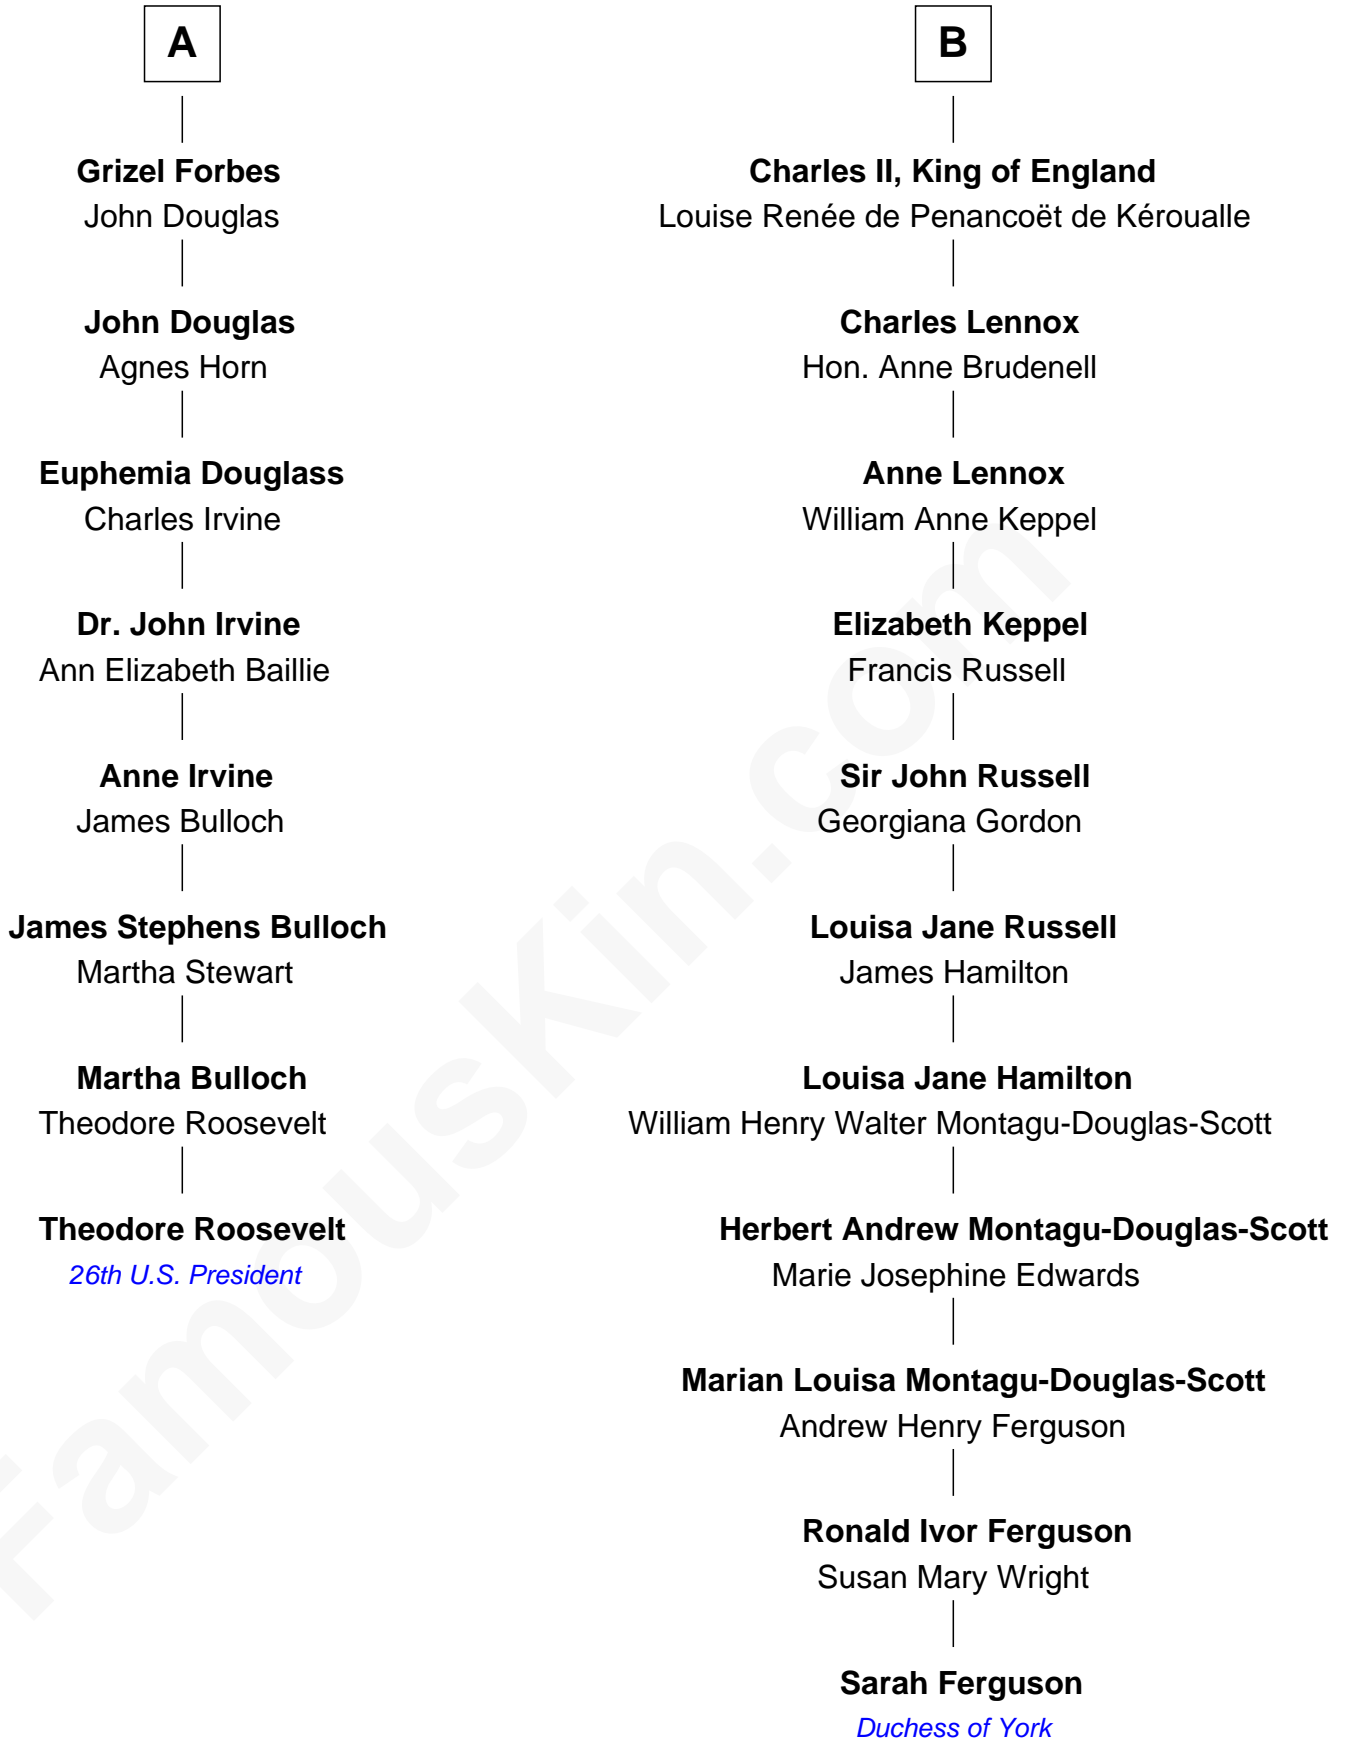 A
Grizel Forbes
John Douglas
John Douglas
Agnes Horn
Euphemia Douglass
Charles Irvine
Dr. John Irvine
Ann Elizabeth Baillie
Anne Irvine
James Bulloch
James Stephens Bulloch
Martha Stewart
Martha Bulloch
Theodore Roosevelt
Theodore Roosevelt
26th U.S. President
B
Charles II, King of England
Louise Renée de Penancoët de Kéroualle
Charles Lennox
Hon. Anne Brudenell
Anne Lennox
William Anne Keppel
Elizabeth Keppel
Francis Russell
Sir John Russell
Georgiana Gordon
Louisa Jane Russell
James Hamilton
Louisa Jane Hamilton
William Henry Walter Montagu-Douglas-Scott
Herbert Andrew Montagu-Douglas-Scott
Marie Josephine Edwards
Marian Louisa Montagu-Douglas-Scott
Andrew Henry Ferguson
Ronald Ivor Ferguson
Susan Mary Wright
Sarah Ferguson
Duchess of York
FamousKin.com